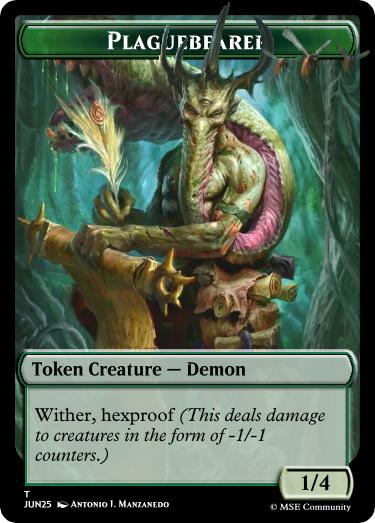 PLAGUEBEARER
Token Creature — Demon
Wither, hexproof (This deals damage
to creatures in the form of -1/-1
counters.)
1/4
T
JUN25 ANTONIO J. MANZANEDO
© MSE Community